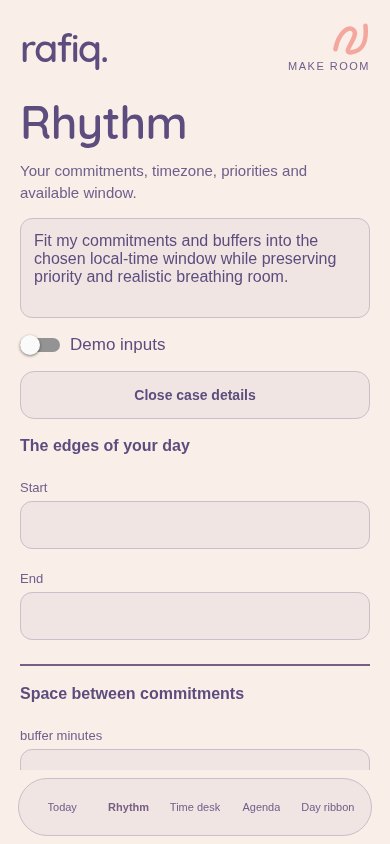 rafiq.
MAKE ROOM
Rhythm
Your commitments, timezone, priorities and
available window.
Fit my commitments and buffers into the
chosen local-time window while preserving
priority and realistic breathing room.
Demo inputs
Close case details
The edges of your day
Start
End
Space between commitments
buffer minutes
Today
Rhythm
Time desk
Agenda
Day ribbon